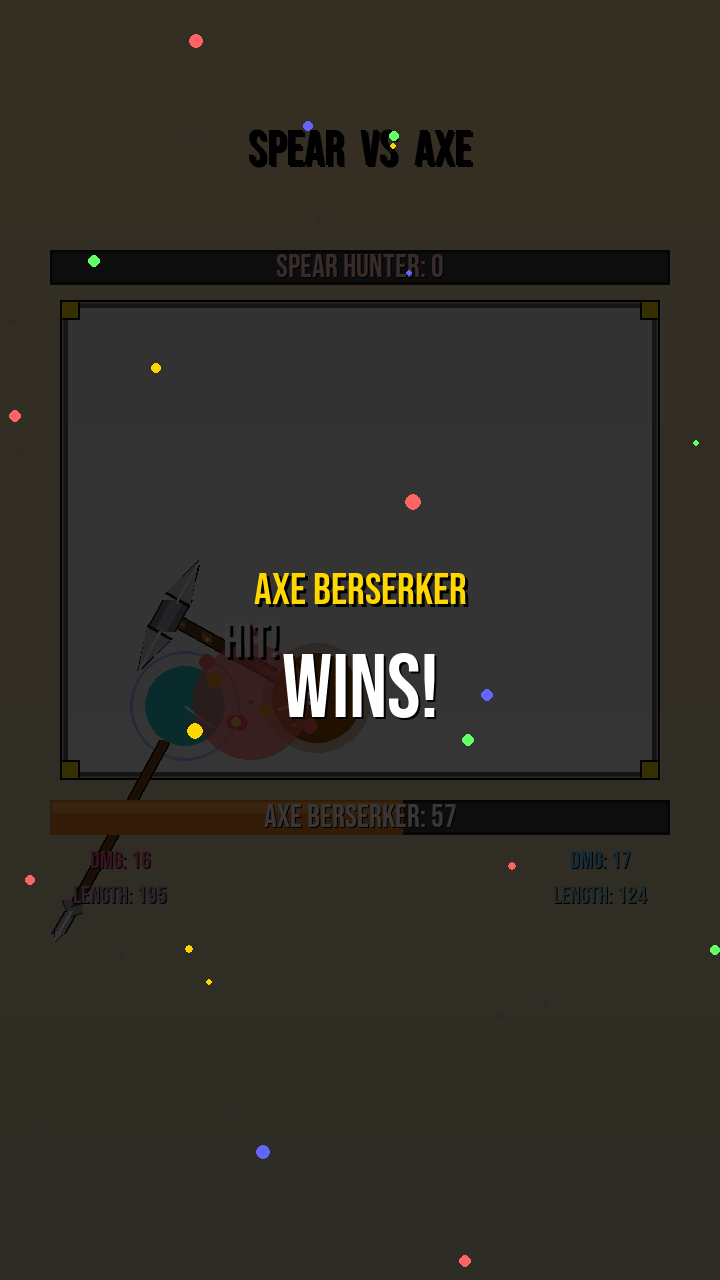 SPEAR VS AXE
SPEAR HUNTER: 0
AXE BERSERKER
HIT!
WINS!
AXE BERSERKER: 57
DMG: 16
DMG: 17
LENGTH: 195
LENGTH: 124